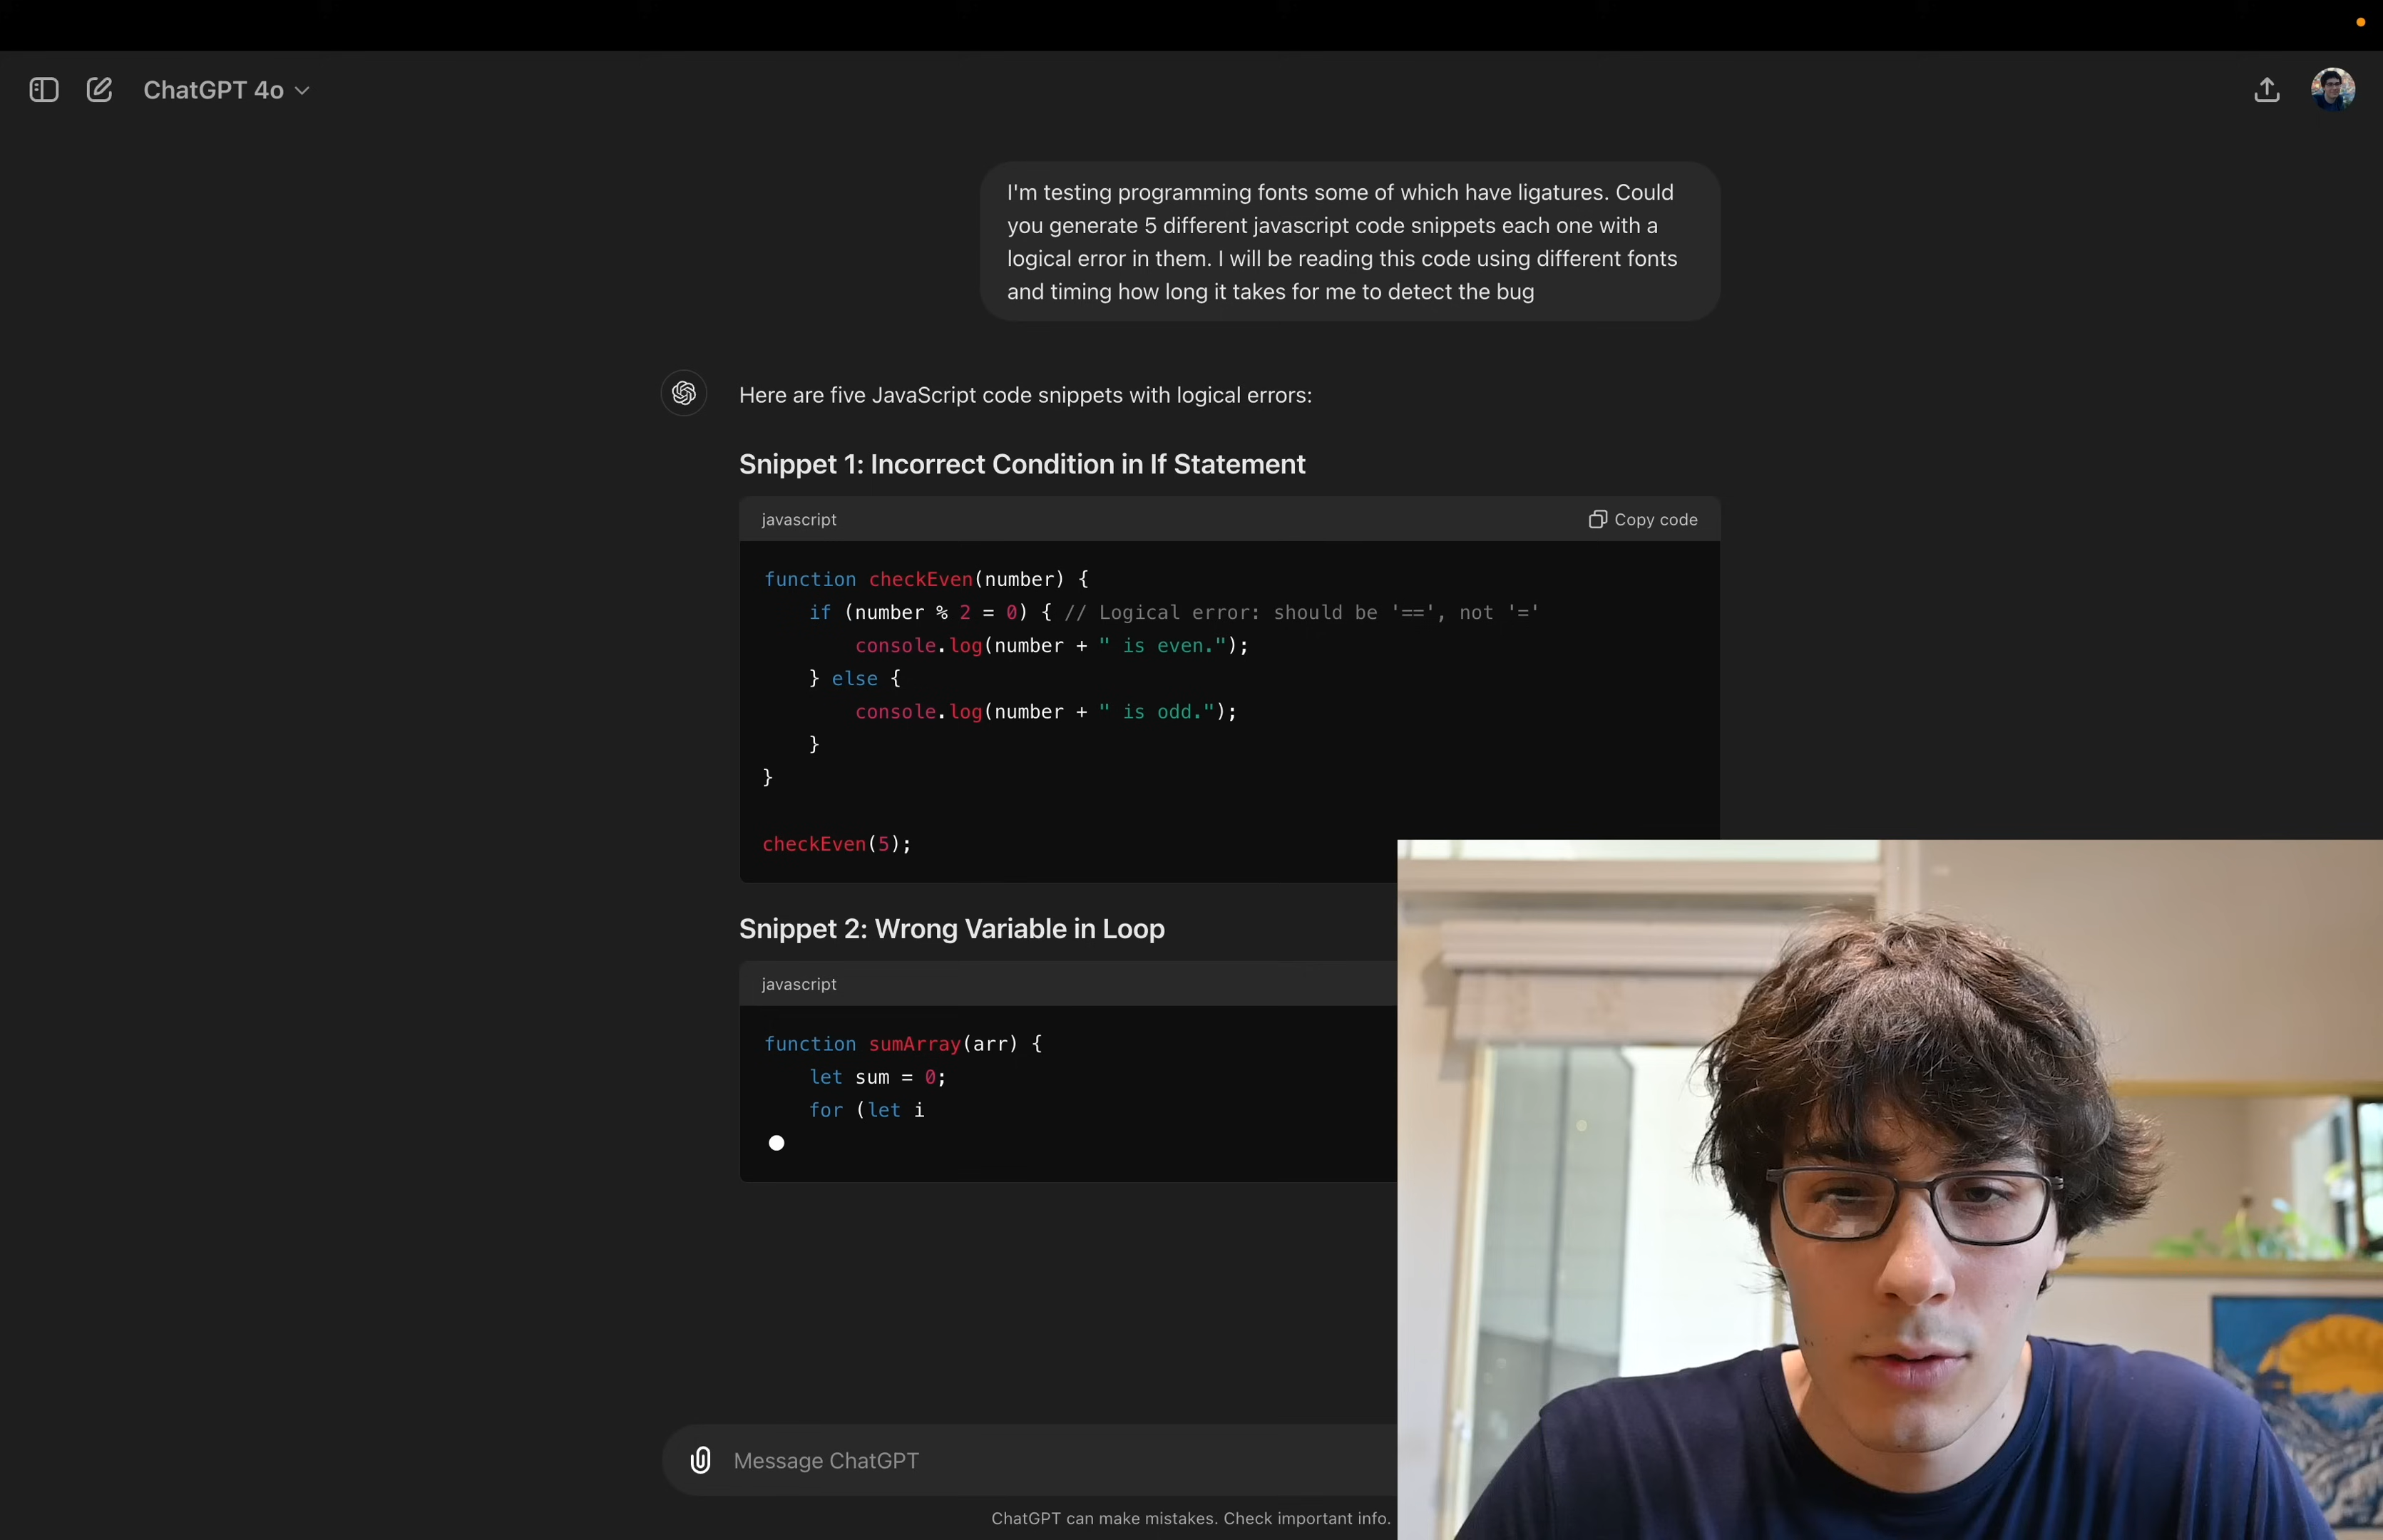 ChatGPT 4o
I'm testing programming fonts some of which have ligatures. Could
you generate 5 different javascript code snippets each one with a
logical error in them. I will be reading this code using different fonts
and timing how long it takes for me to detect the bug
Here are five JavaScript code snippets with logical errors:
Snippet 1: Incorrect Condition in If Statement
javascript Copy code
function checkEven(number) {
    if (number % 2 = 0) { // Logical error: should be '==', not '='
        console.log(number + " is even.");
    } else {
        console.log(number + " is odd.");
    }
}
checkEven(5);
Snippet 2: Wrong Variable in Loop
javascript
function sumArray(arr) {
    let sum = 0;
    for (let i
Message ChatGPT
ChatGPT can make mistakes. Check important info.